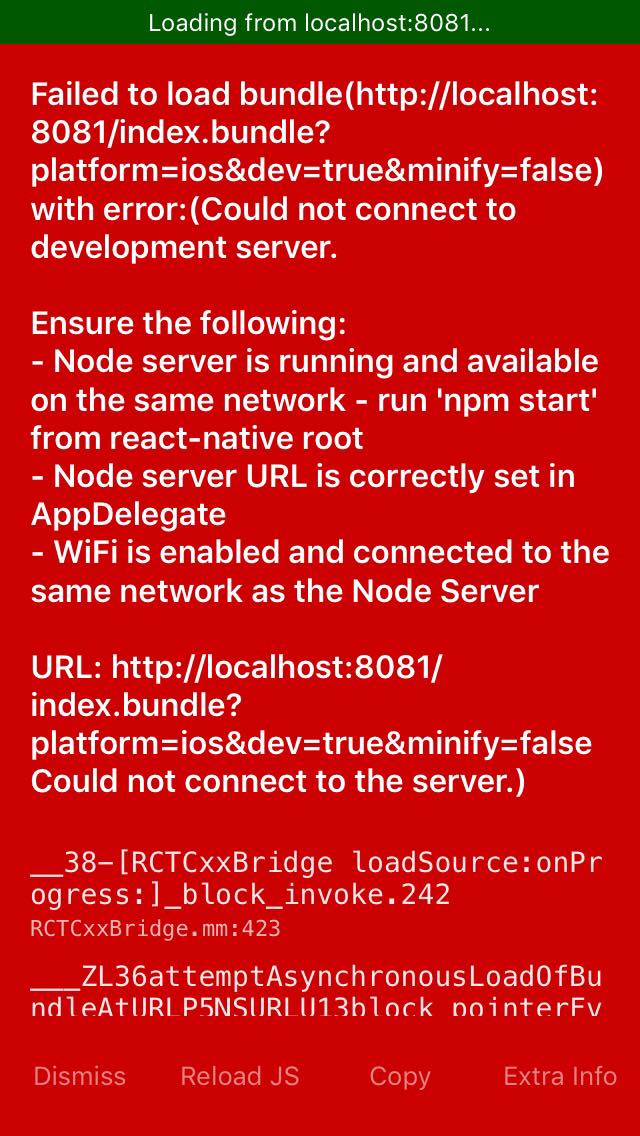 Loading from localhost:8081...
Failed to load bundle(http://localhost:
8081/index.bundle?
platform=ios&dev=true&minify=false)
with error:(Could not connect to
development server.
Ensure the following:
- Node server is running and available
on the same network - run 'npm start'
from react-native root
- Node server URL is correctly set in
AppDelegate
- WiFi is enabled and connected to the
same network as the Node Server
URL: http://localhost:8081/
index.bundle?
platform=ios&dev=true&minify=false
Could not connect to the server.)
__38-[RCTCxxBridge loadSource:onPr
ogress:]_block_invoke.242
RCTCxxBridge.mm:423
___ZL36attemptAsynchronousLoadOfBu
ndleAtURLP5NSURLU13block_pointerFv
Dismiss Reload JS Copy Extra Info